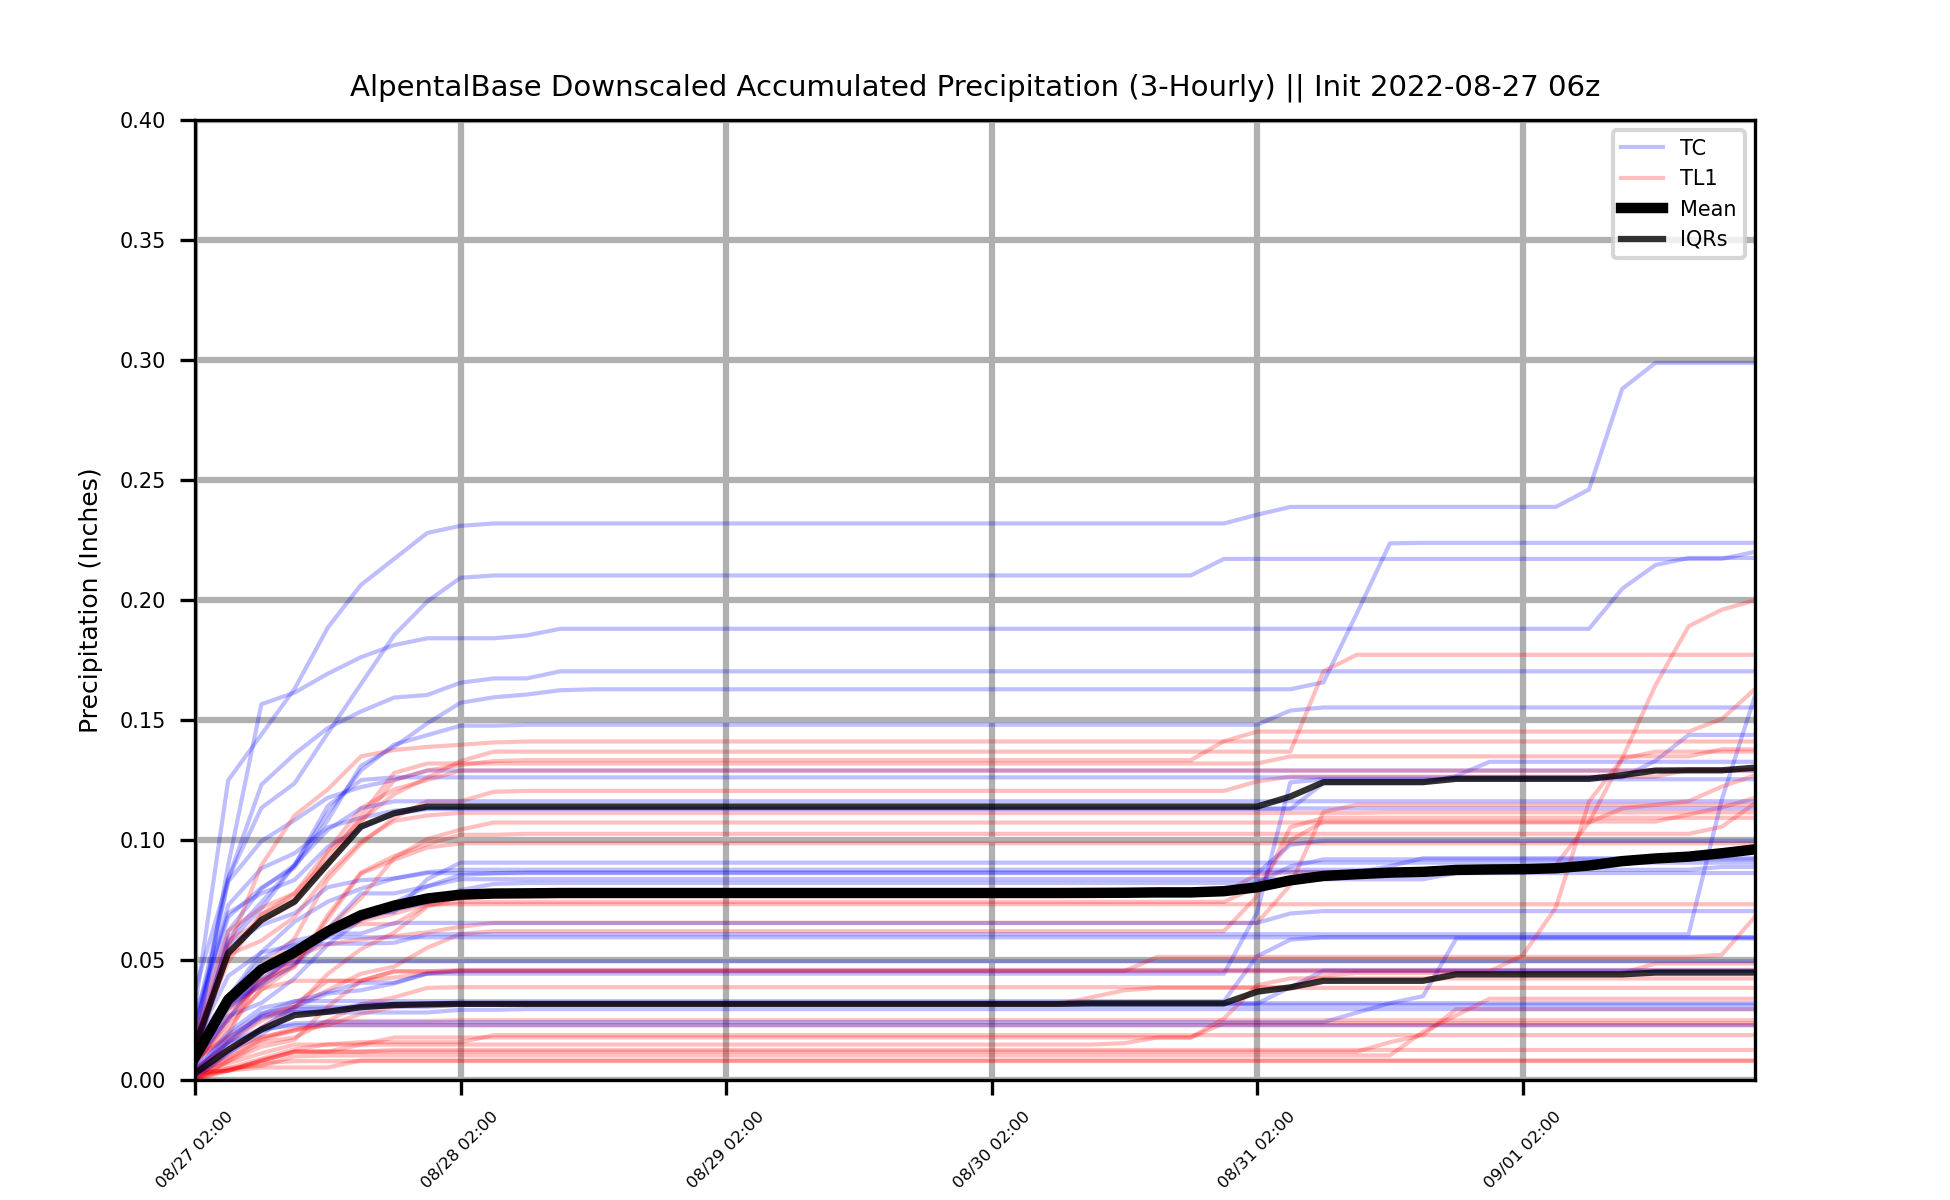 AlpentalBase Downscaled Accumulated Precipitation (3-Hourly) || Init 2022-08-27 06z
TC
TL1
Mean
IQRs
Precipitation (Inches)
0.40
0.35
0.30
0.25
0.20
0.15
0.10
0.05
0.00
08/27 02:00
08/28 02:00
08/29 02:00
08/30 02:00
08/31 02:00
09/01 02:00